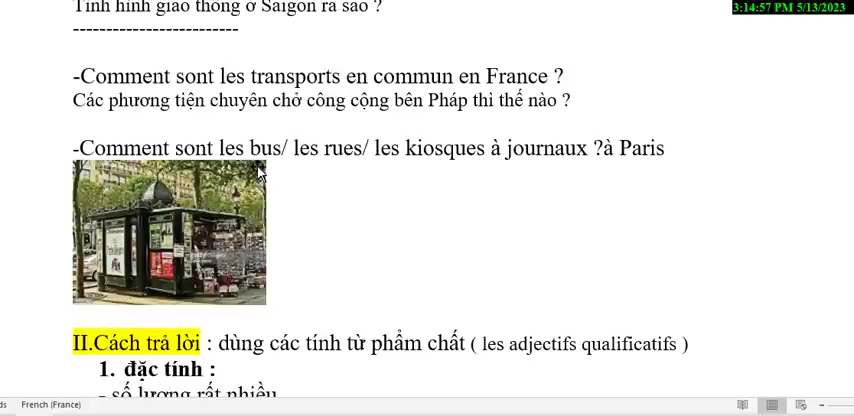 3:14:57 PM 5/13/2023
Tình hình giao thông ở Saigon ra sao ?
-------------------------
-Comment sont les transports en commun en France ?
Các phương tiện chuyên chở công cộng bên Pháp thì thế nào ?
-Comment sont les bus/ les rues/ les kiosques à journaux ?à Paris
II.Cách trả lời : dùng các tính từ phẩm chất ( les adjectifs qualificatifs )
1. đặc tính :
- số lượng rất nhiều
ds French (France)